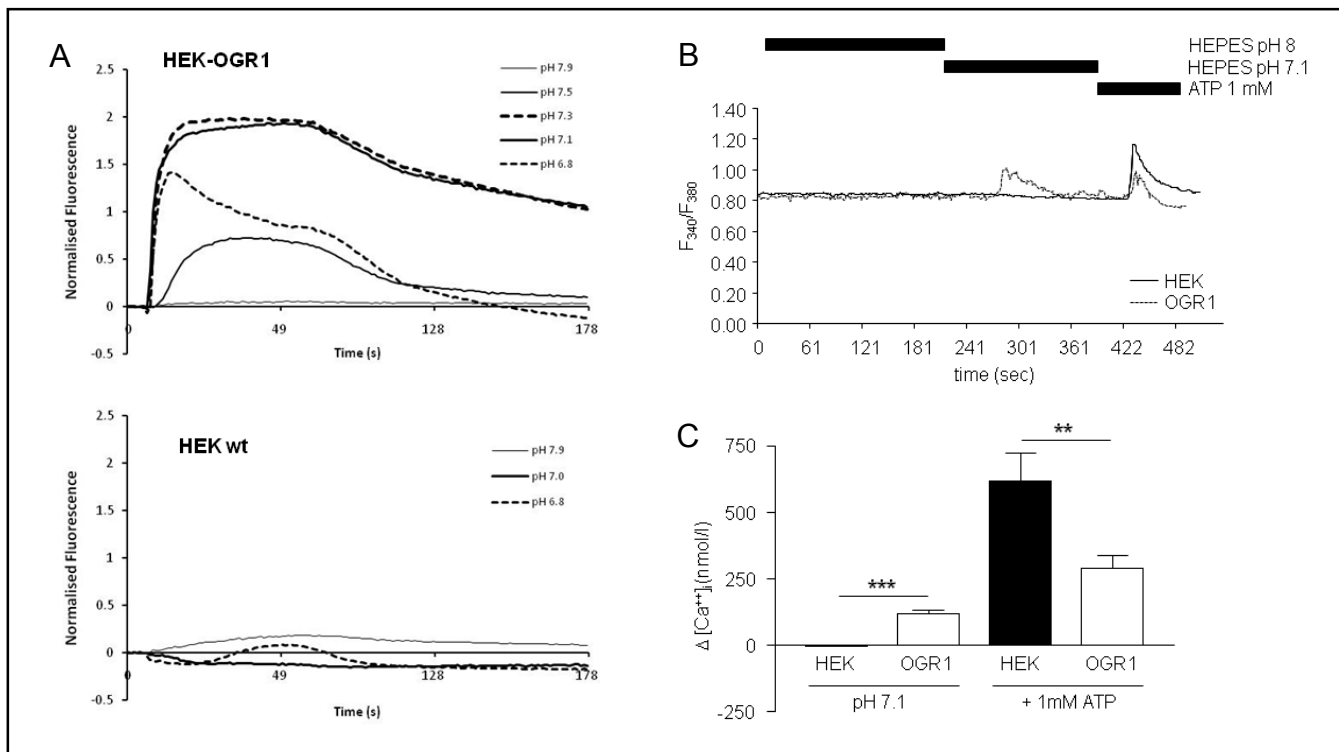 A
HEK-OGR1
Normalised Fluorescence
2.5
2
1.5
1
0.5
0
-0.5
0
49
128
178
Time (s)
pH 7.9
pH 7.5
pH 7.3
pH 7.1
pH 6.8
HEK wt
Normalised Fluorescence
2.5
2
1.5
1
0.5
0
-0.5
0
49
128
178
Time (s)
pH 7.9
pH 7.0
pH 6.8
B
HEPES pH 8
HEPES pH 7.1
ATP 1 mM
F340/F380
1.40
1.20
1.00
0.80
0.60
0.40
0.20
0.00
0
61
121
181
241
301
361
422
482
time (sec)
HEK
OGR1
C
Δ [Ca++]i(nmol/l)
750
500
250
0
-250
***
**
HEK
OGR1
HEK
OGR1
pH 7.1
+ 1mM ATP